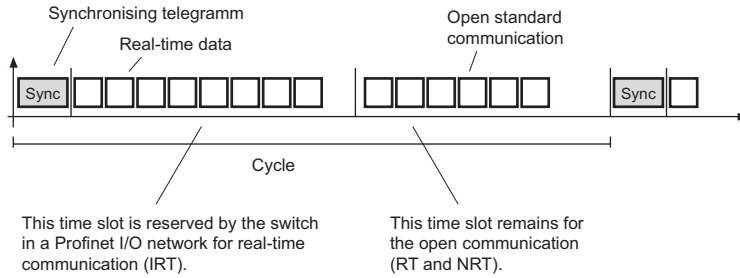 Synchronising telegramm
Real-time data
Open standard
communication
Sync
Sync
Cycle
This time slot is reserved by the switch
in a Profinet I/O network for real-time
communication (IRT).
This time slot remains for
the open communication
(RT and NRT).